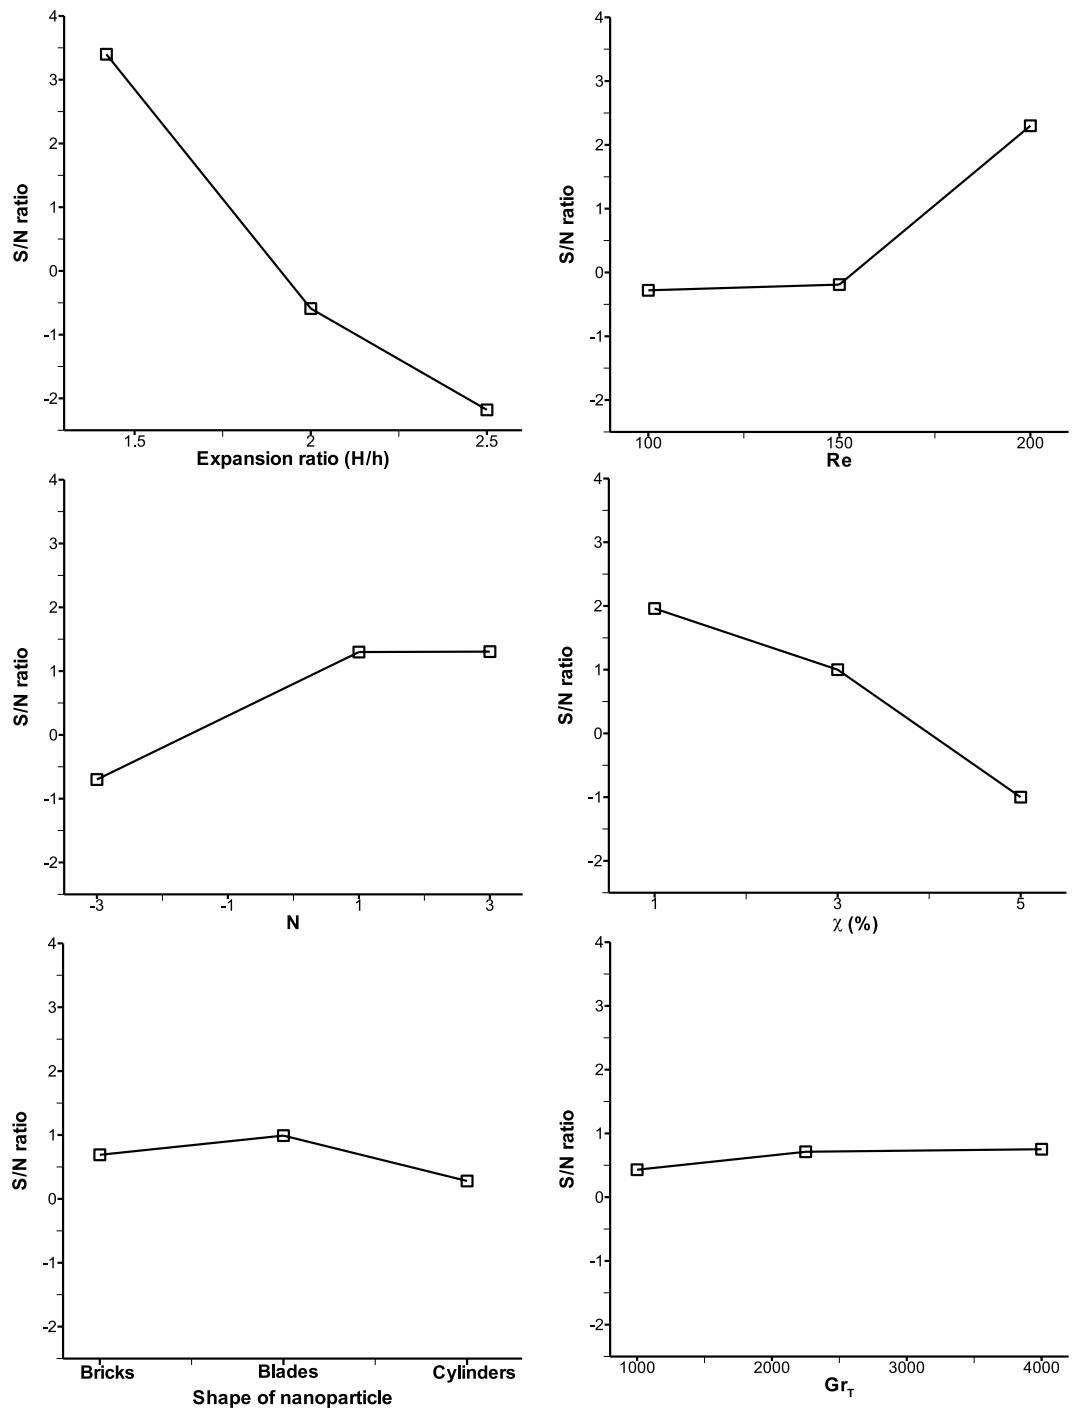 4
3
2
1
0
-1
-2
S/N ratio
1.5 2 2.5
Expansion ratio (H/h)
4
3
2
1
0
-1
-2
S/N ratio
100 150 200
Re
4
3
2
1
0
-1
-2
S/N ratio
-3 -1 1 3
N
4
3
2
1
0
-1
-2
S/N ratio
1 3 5
χ (%)
4
3
2
1
0
-1
-2
S/N ratio
Bricks Blades Cylinders
Shape of nanoparticle
4
3
2
1
0
-1
-2
S/N ratio
1000 2000 3000 4000
Gr_T